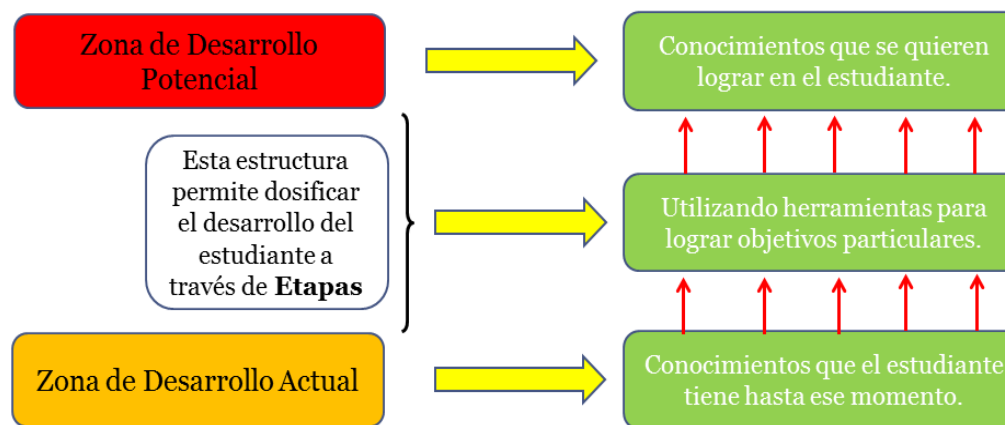 Zona de Desarrollo
Potencial
Conocimientos que se quieren
lograr en el estudiante.
Esta estructura
permite dosificar
el desarrollo del
estudiante a
través de Etapas
Utilizando herramientas para
lograr objetivos particulares.
Zona de Desarrollo Actual
Conocimientos que el estudiante
tiene hasta ese momento.